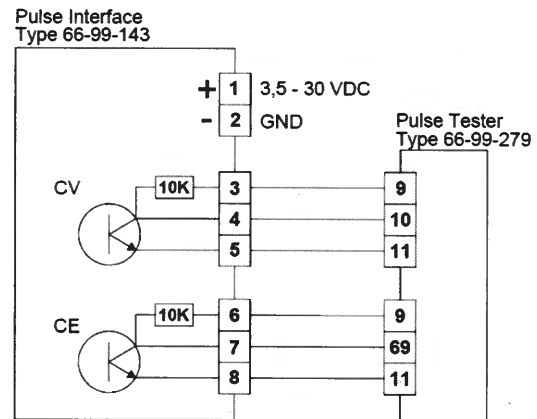 Pulse Interface
Type 66-99-143
+ 1 3,5 - 30 VDC
- 2 GND
Pulse Tester
Type 66-99-279
CV
10K 3 9
4 10
5 11
10K 6 9
CE
7 69
8 11